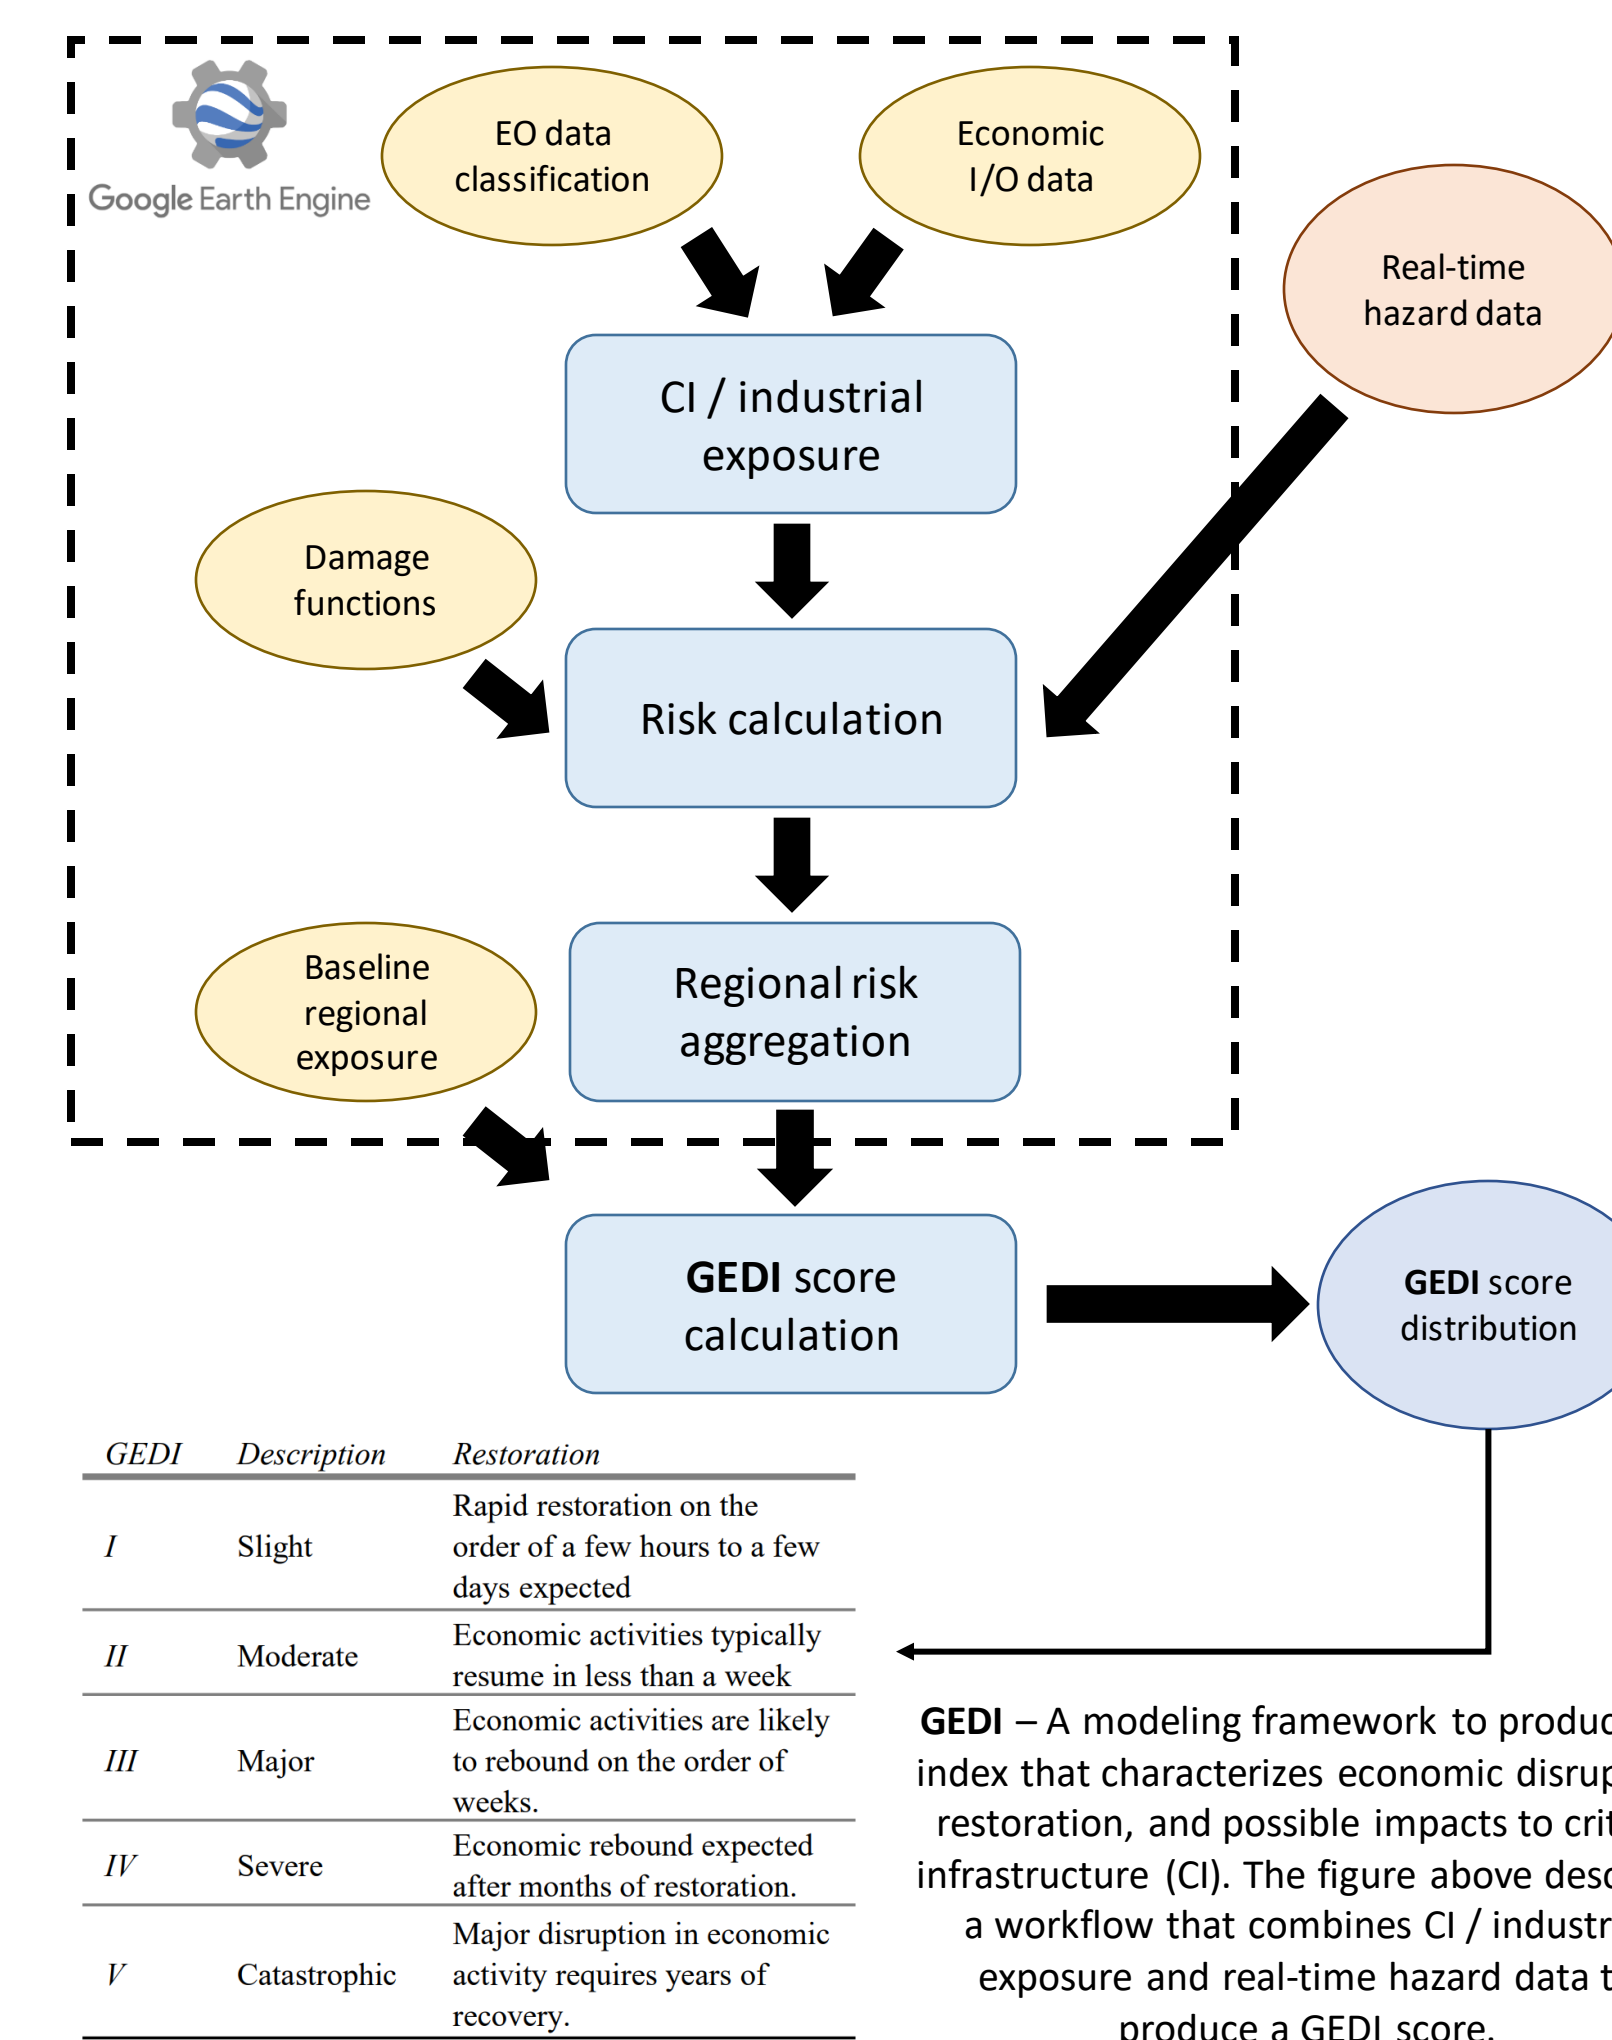 Google Earth Engine
EO data
classification
Economic
I/O data
Real-time
hazard data
CI / industrial
exposure
Damage
functions
Risk calculation
Baseline
regional
exposure
Regional risk
aggregation
GEDI score
calculation
GEDI score
distribution
GEDI Description Restoration
I Slight Rapid restoration on the
order of a few hours to a few
days expected
II Moderate Economic activities typically
resume in less than a week
III Major Economic activities are likely
to rebound on the order of
weeks.
IV Severe Economic rebound expected
after months of restoration.
V Catastrophic Major disruption in economic
activity requires years of
recovery.
GEDI – A modeling framework to
index that characterizes economic
restoration, and possible impacts to
infrastructure (CI). The figure above
a workflow that combines CI /
exposure and real-time hazard data
produce a GEDI score.